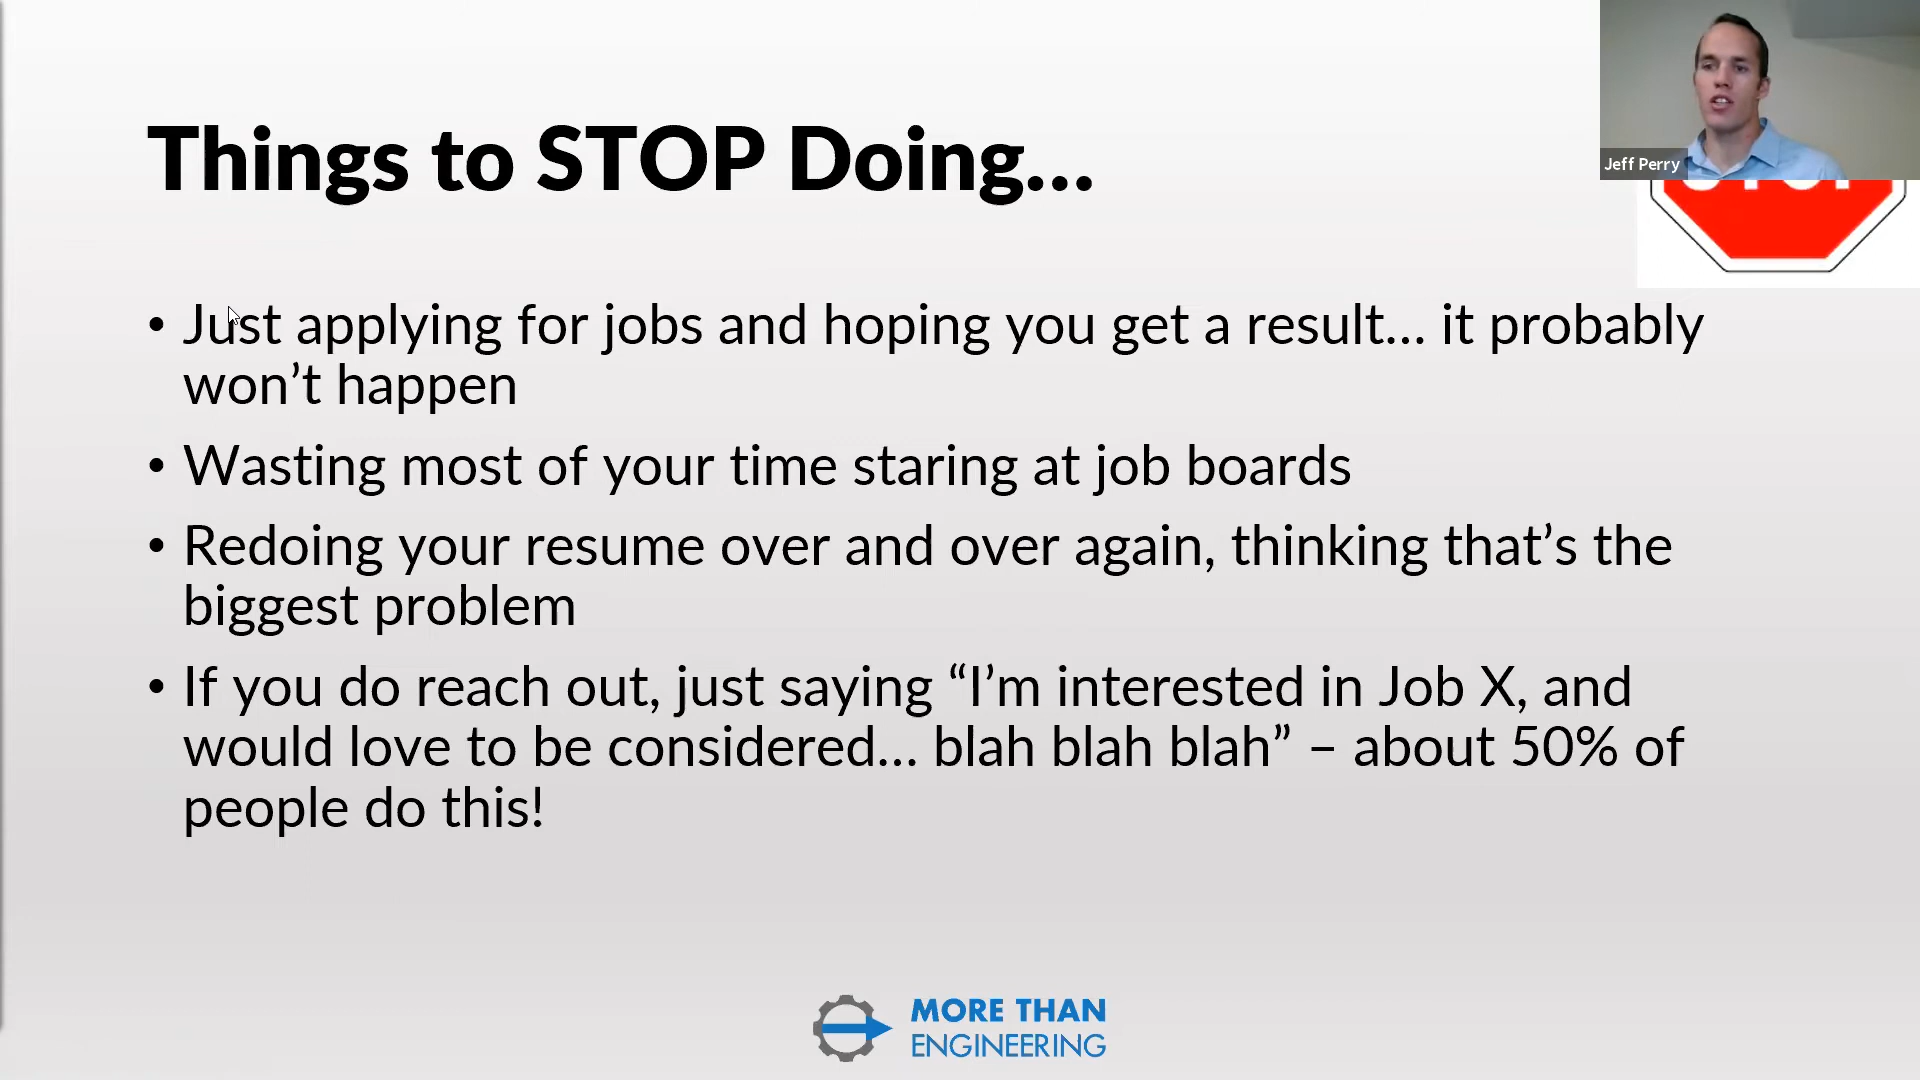 Things to STOP Doing...
Jeff Perry
• Just applying for jobs and hoping you get a result... it probably
won’t happen
• Wasting most of your time staring at job boards
• Redoing your resume over and over again, thinking that’s the
biggest problem
• If you do reach out, just saying “I’m interested in Job X, and
would love to be considered... blah blah blah” – about 50% of
people do this!
MORE THAN
ENGINEERING